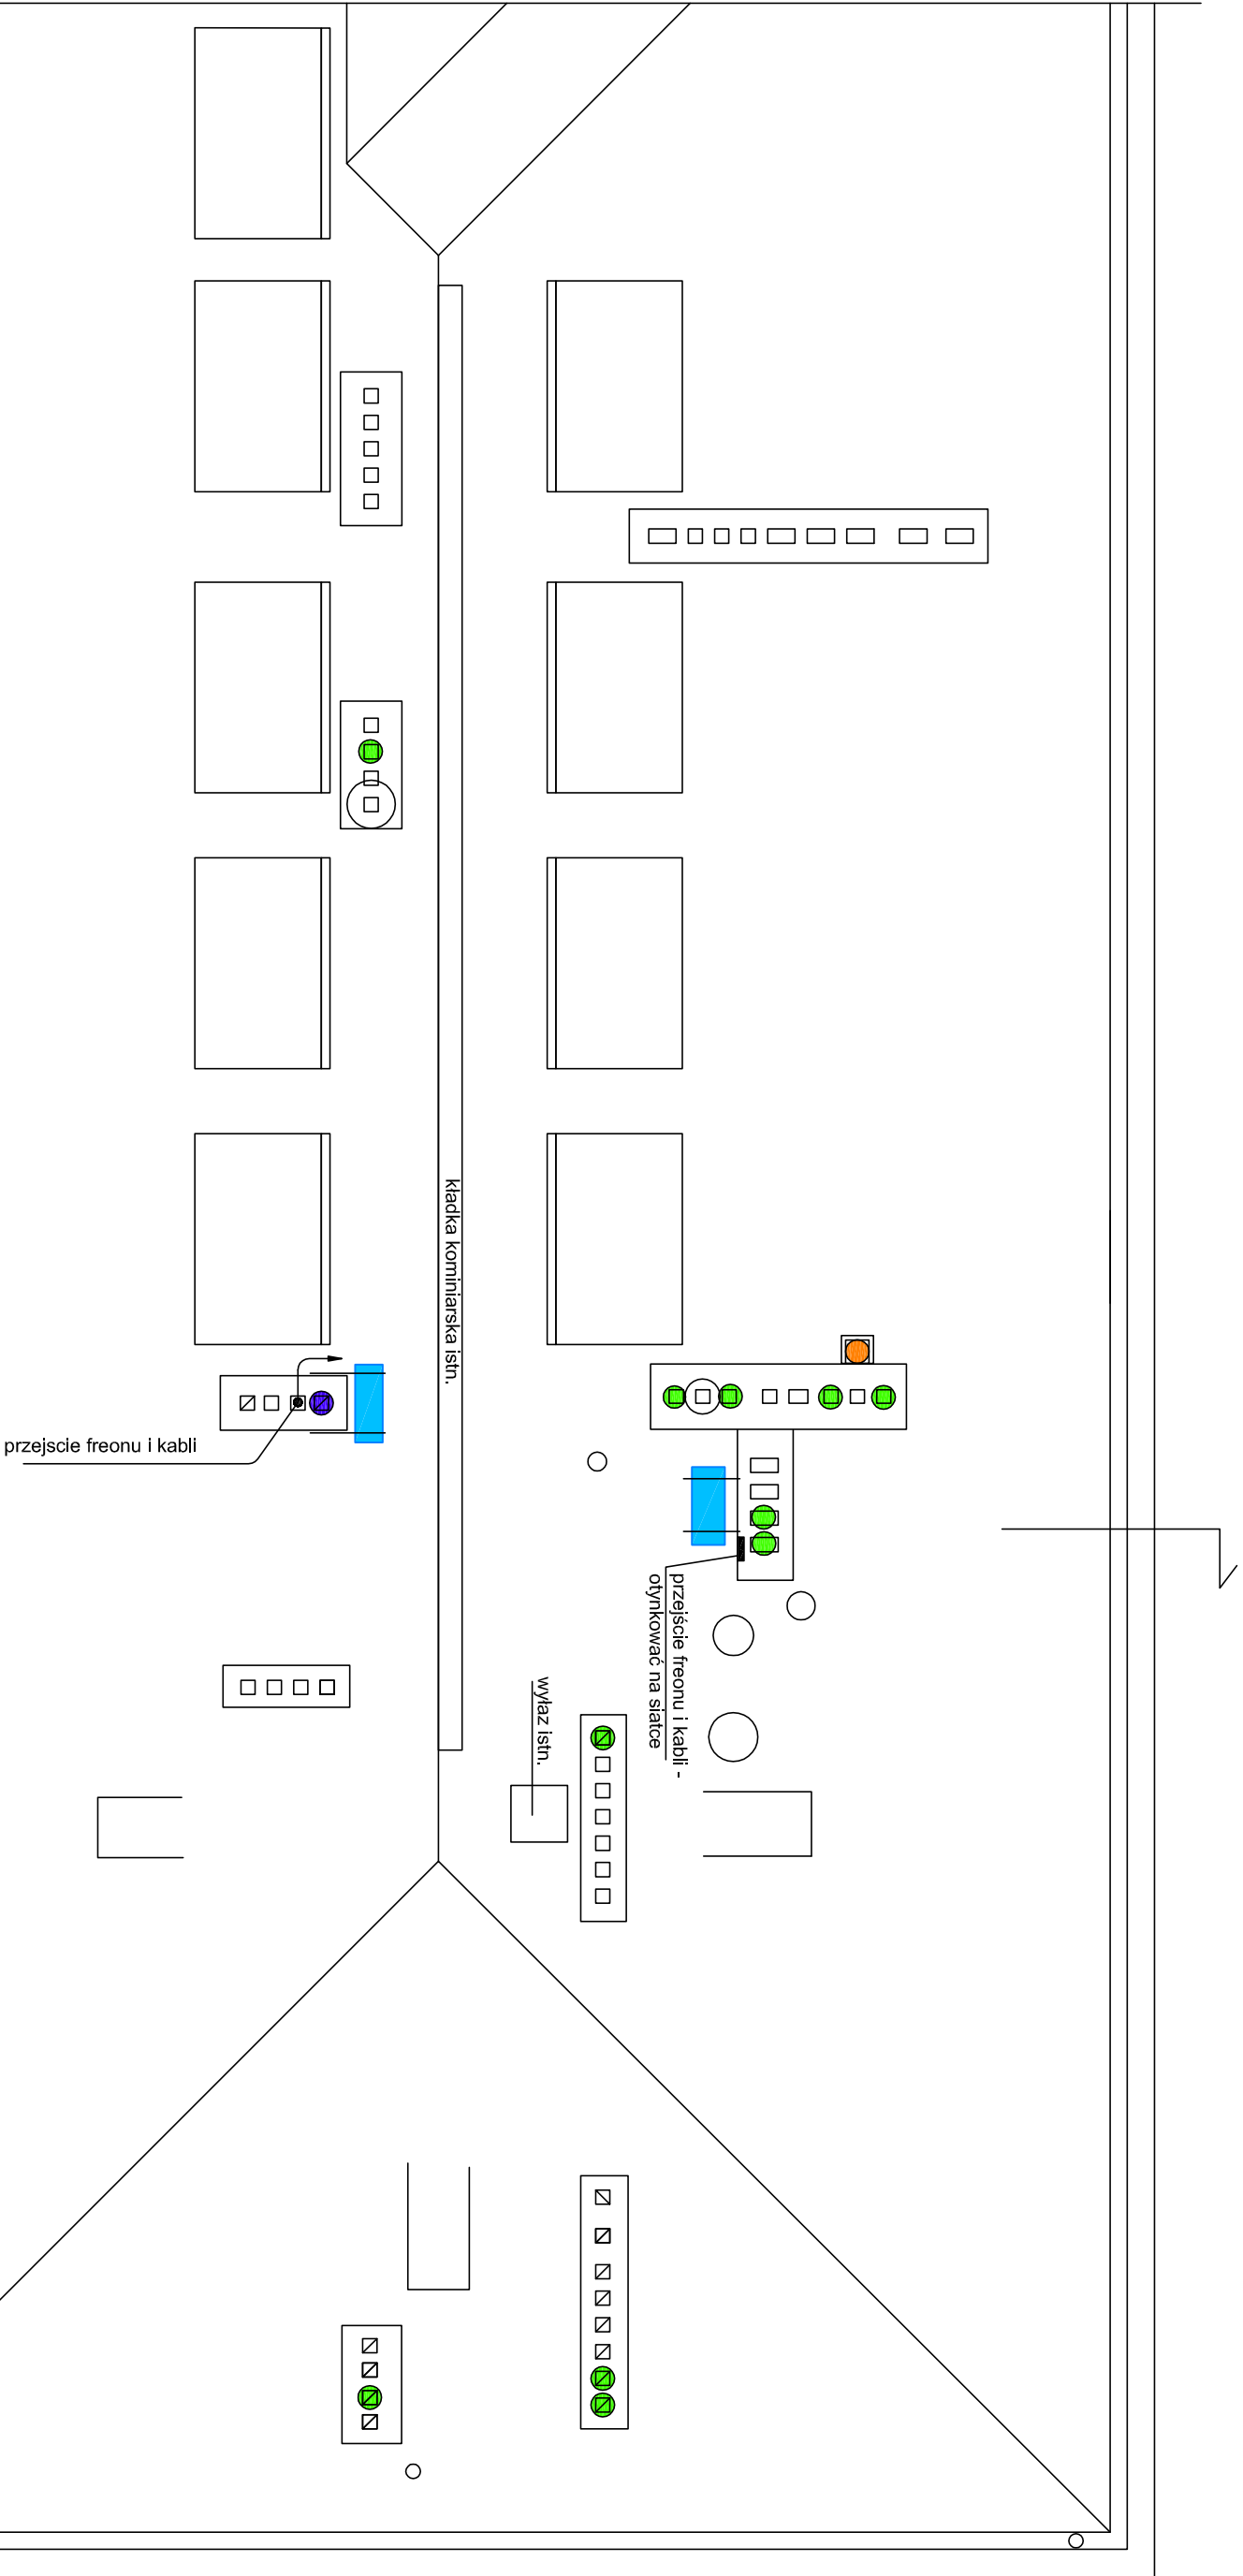 kładka kominiarska istn.
przejscie freonu i kabli
przejście freonu i kabli -
otynkować na siatce
wyłaz istn.